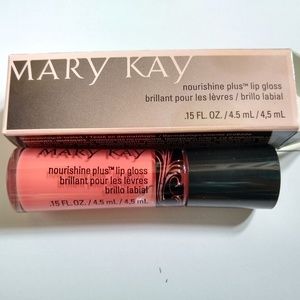 MARY KAY
nourishine plus™ lip gloss
brillant pour les lèvres / brillo labial
.15 FL. OZ. / 4.5 mL / 4,5 mL
MARY KAY
nourishine plus™ lip gloss
brillant pour les lèvres
brillo labial
.15 FL. OZ. / 4.5 mL / 4,5 mL